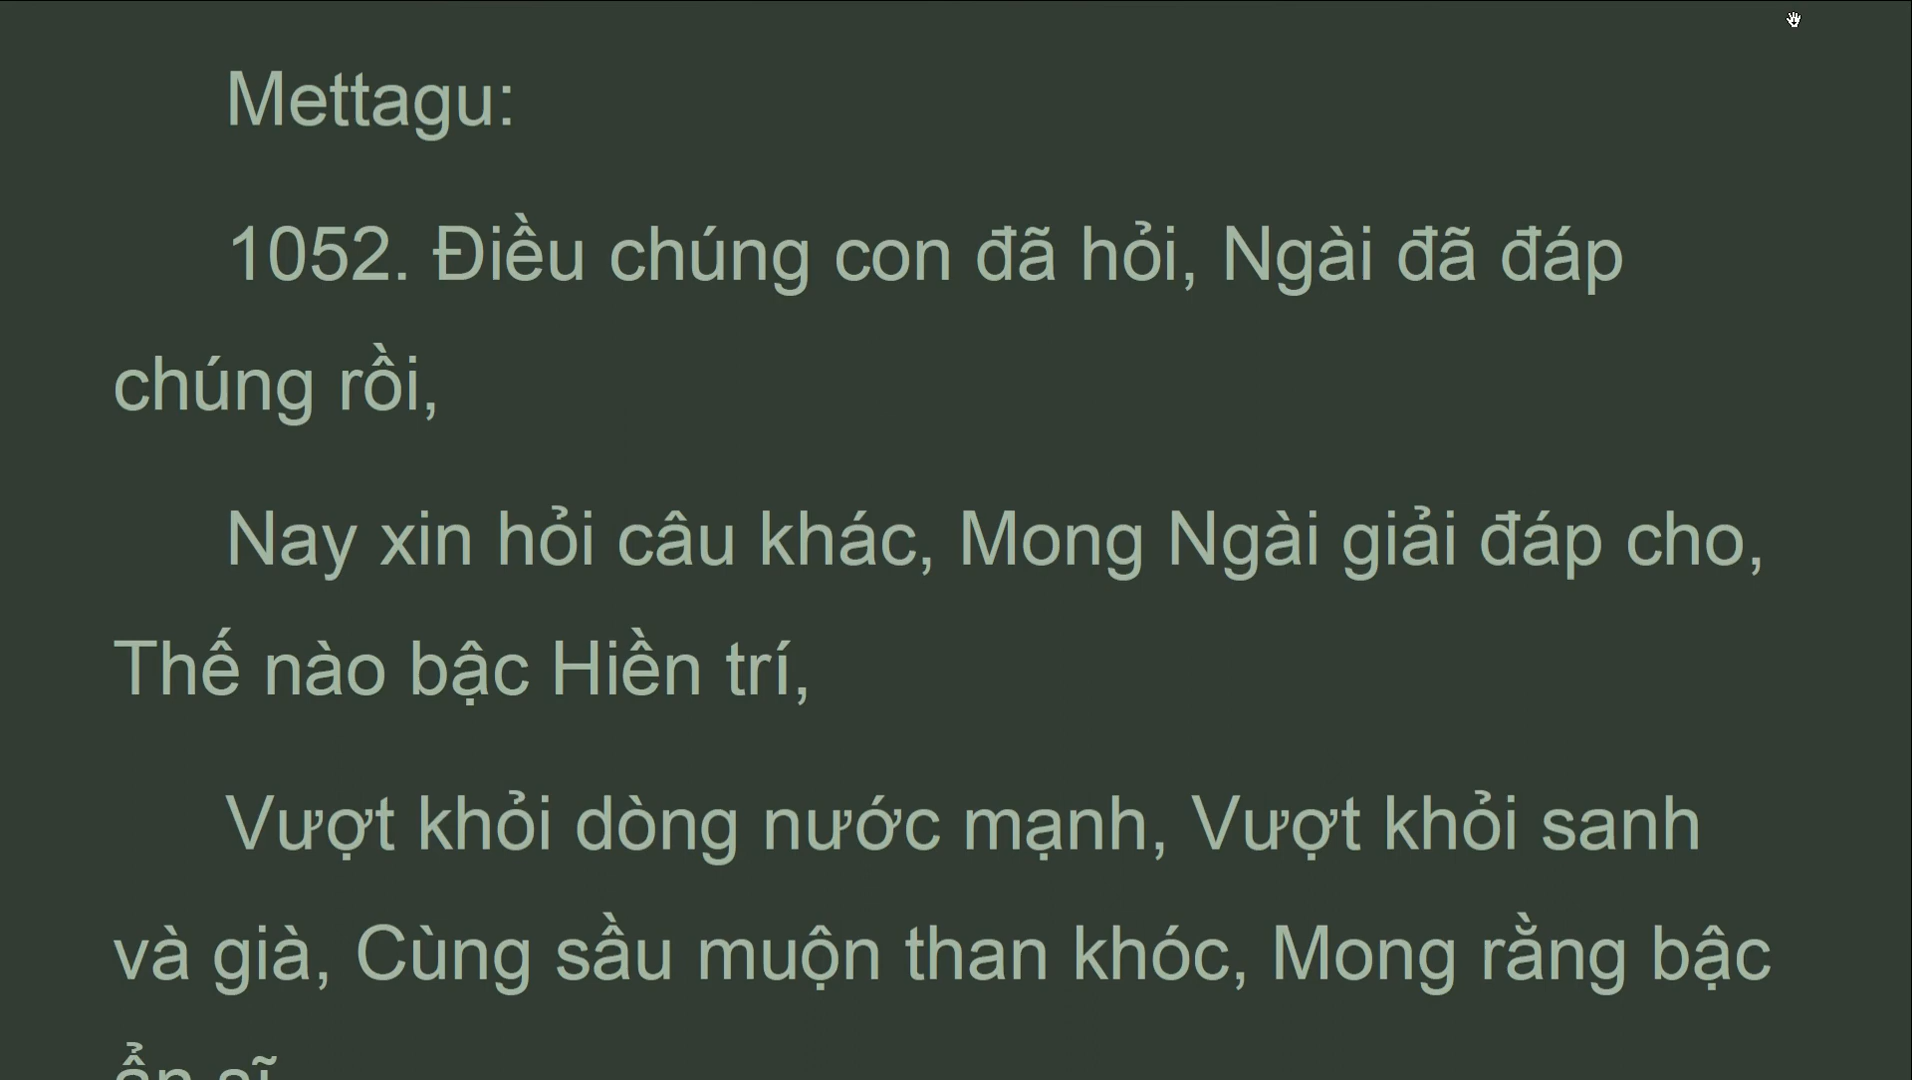 Mettagu:
1052. Điều chúng con đã hỏi, Ngài đã đáp
chúng rồi,
Nay xin hỏi câu khác, Mong Ngài giải đáp cho,
Thế nào bậc Hiền trí,
Vượt khỏi dòng nước mạnh, Vượt khỏi sanh
và già, Cùng sầu muộn than khóc, Mong rằng bậc
ẩn sĩ